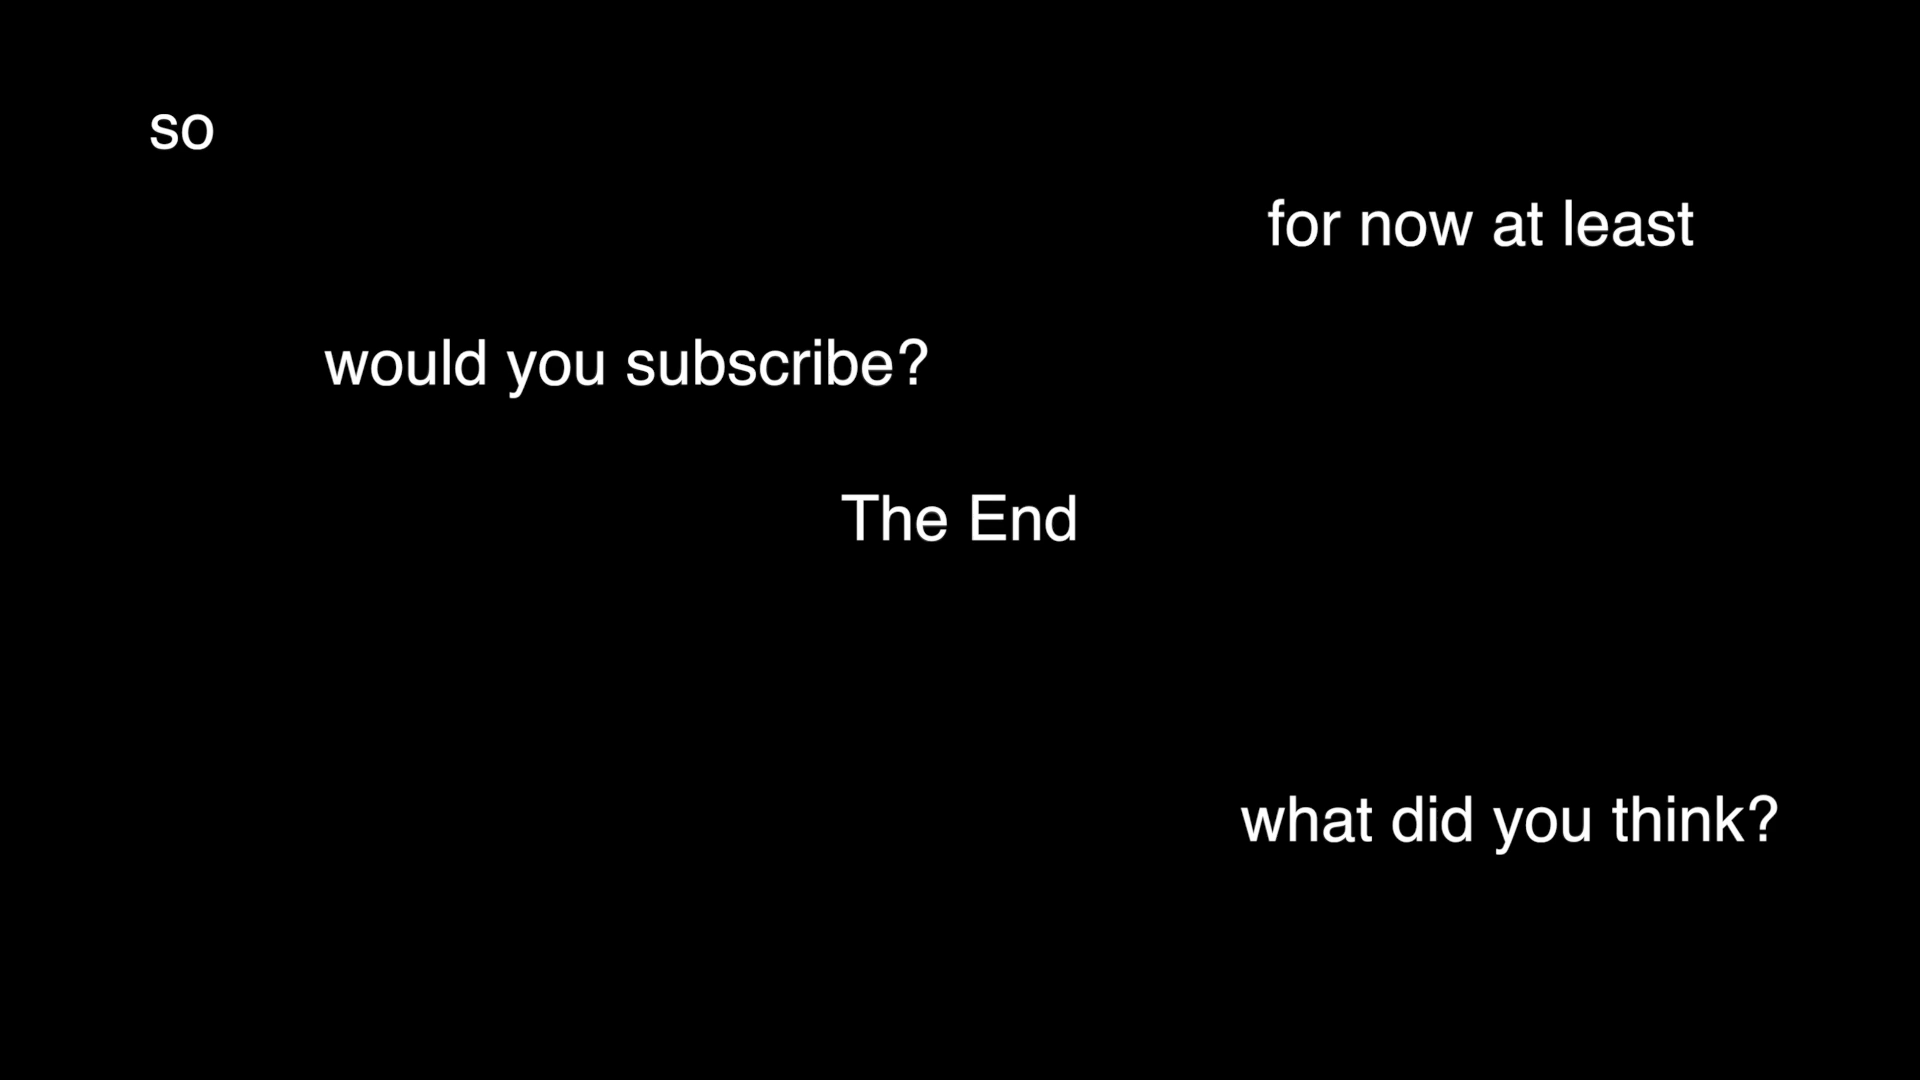 so
for now at least
would you subscribe?
The End
what did you think?